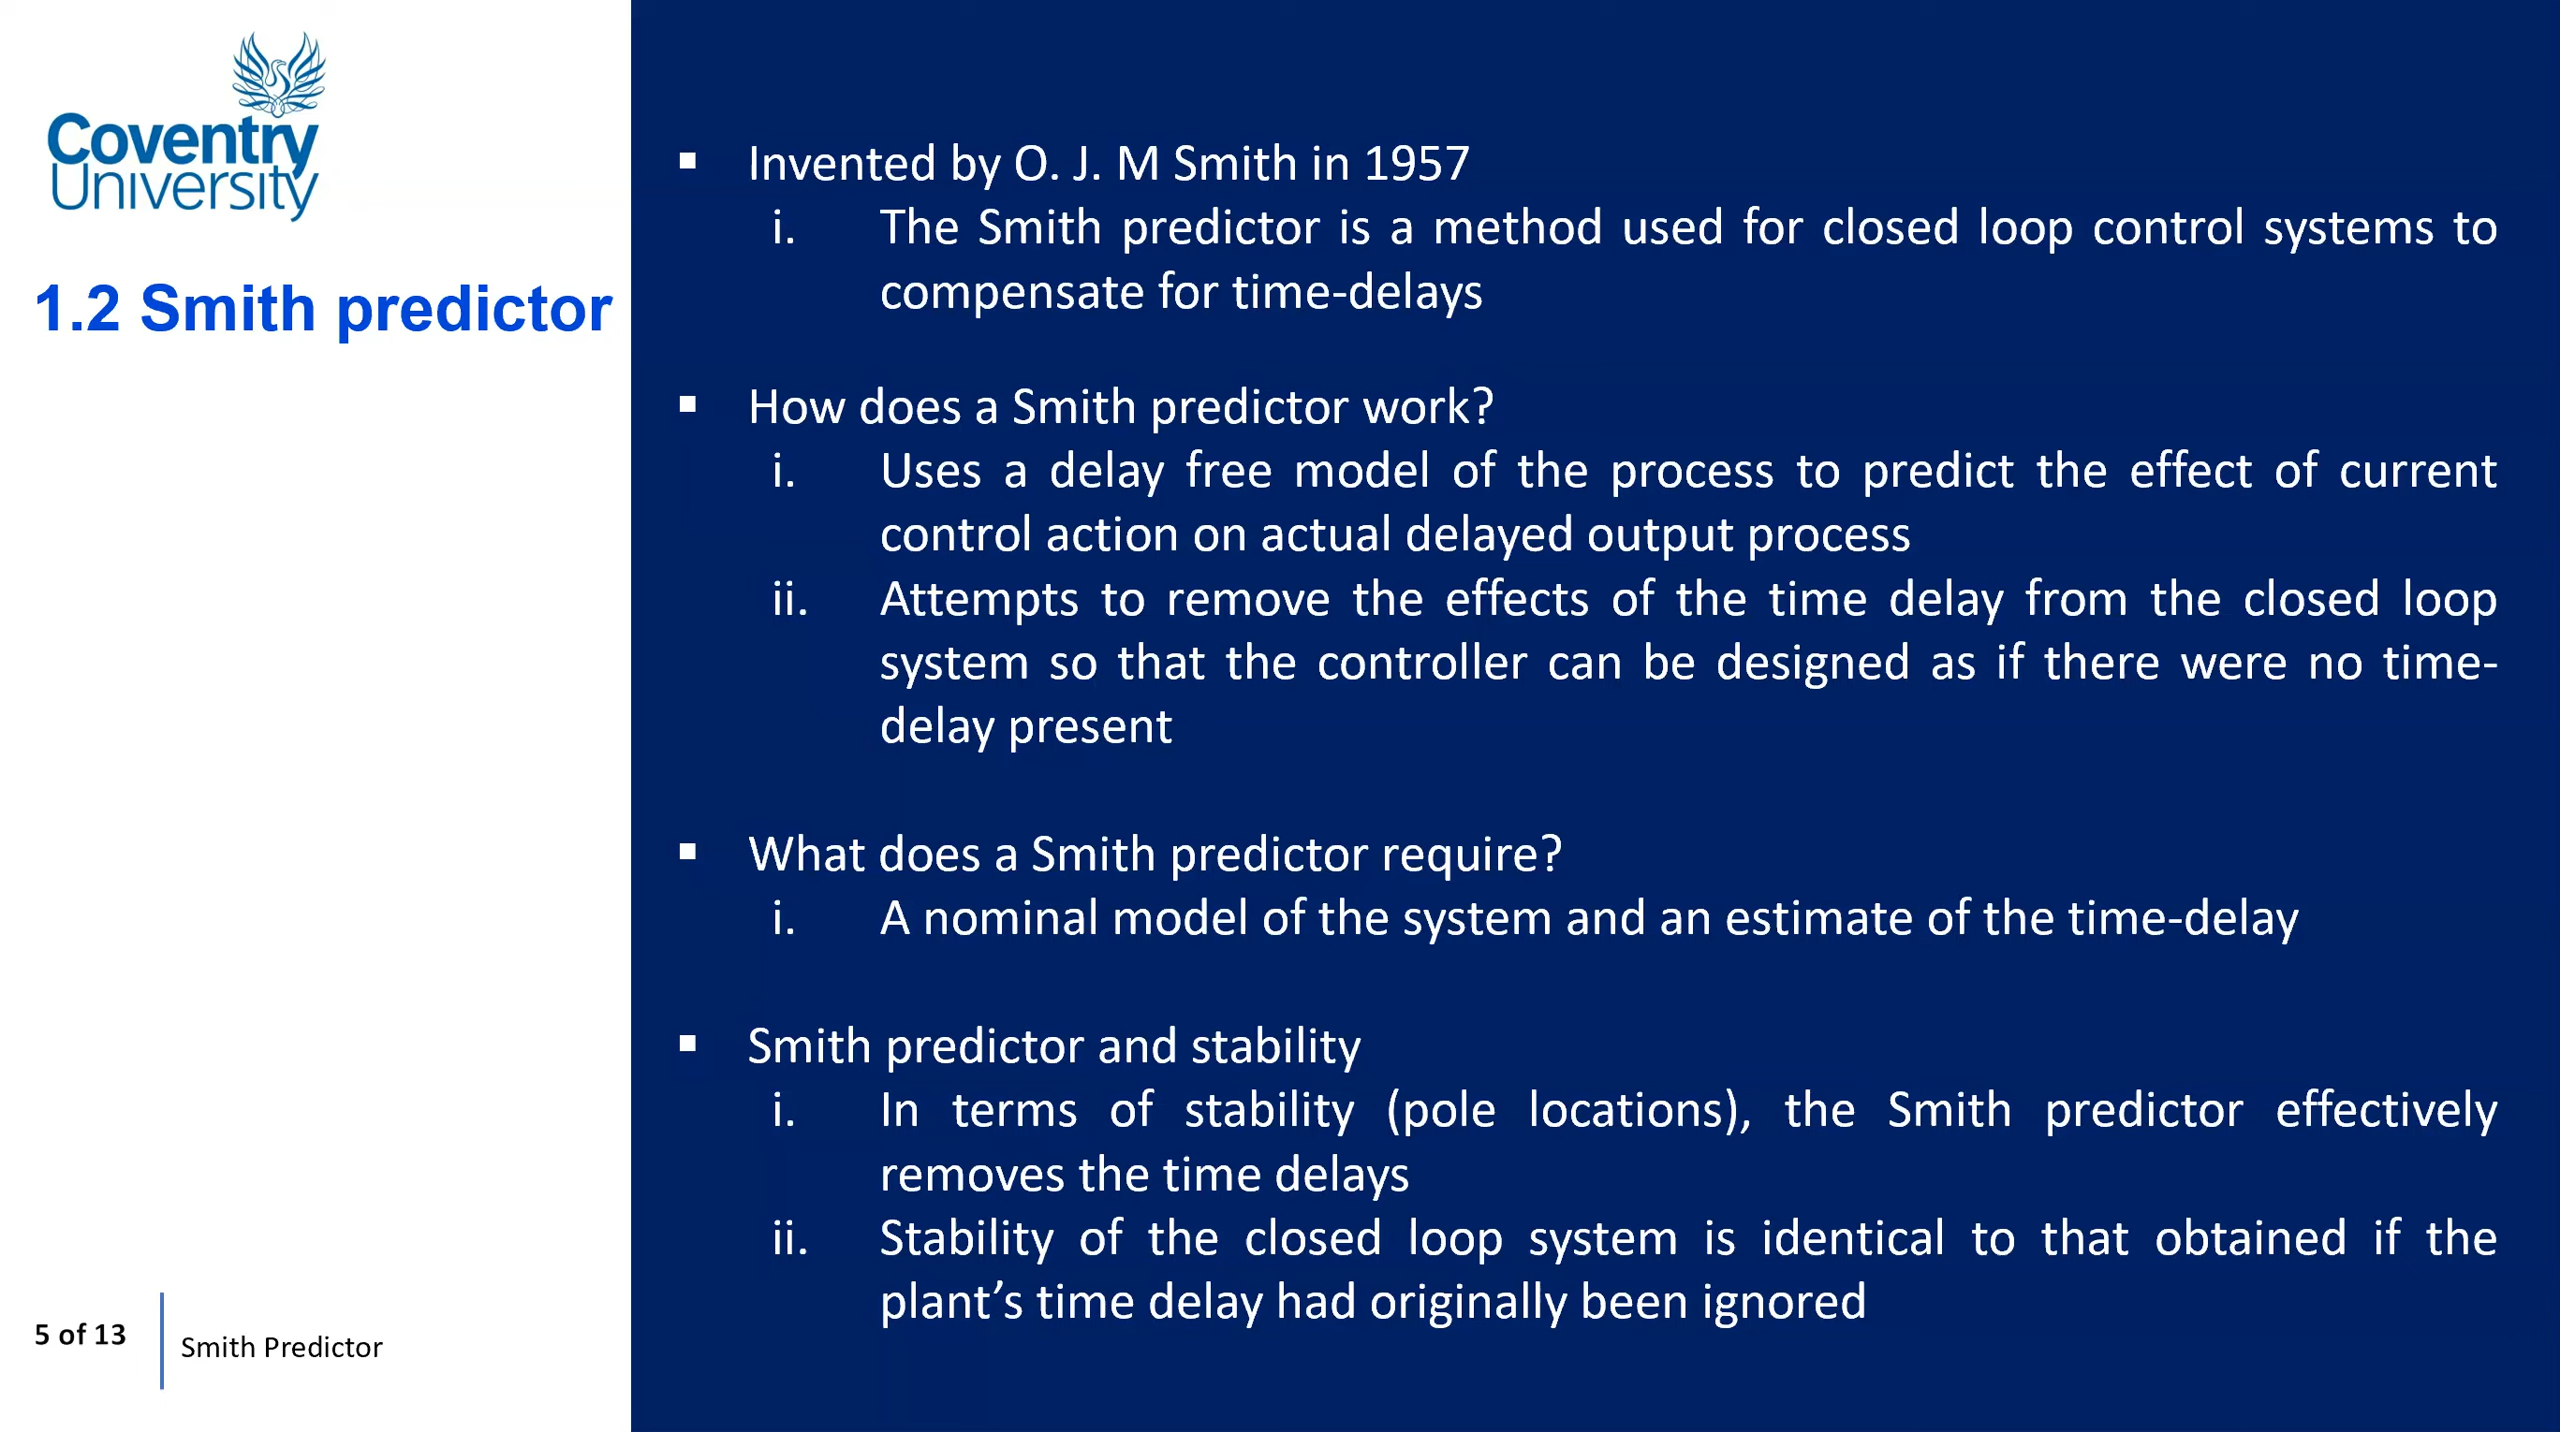 Coventry
University
1.2 Smith predictor
▪ Invented by O. J. M Smith in 1957
i. The Smith predictor is a method used for closed loop control systems to
compensate for time-delays
▪ How does a Smith predictor work?
i. Uses a delay free model of the process to predict the effect of current
control action on actual delayed output process
ii. Attempts to remove the effects of the time delay from the closed loop
system so that the controller can be designed as if there were no time-
delay present
▪ What does a Smith predictor require?
i. A nominal model of the system and an estimate of the time-delay
▪ Smith predictor and stability
i. In terms of stability (pole locations), the Smith predictor effectively
removes the time delays
ii. Stability of the closed loop system is identical to that obtained if the
plant’s time delay had originally been ignored
5 of 13
Smith Predictor